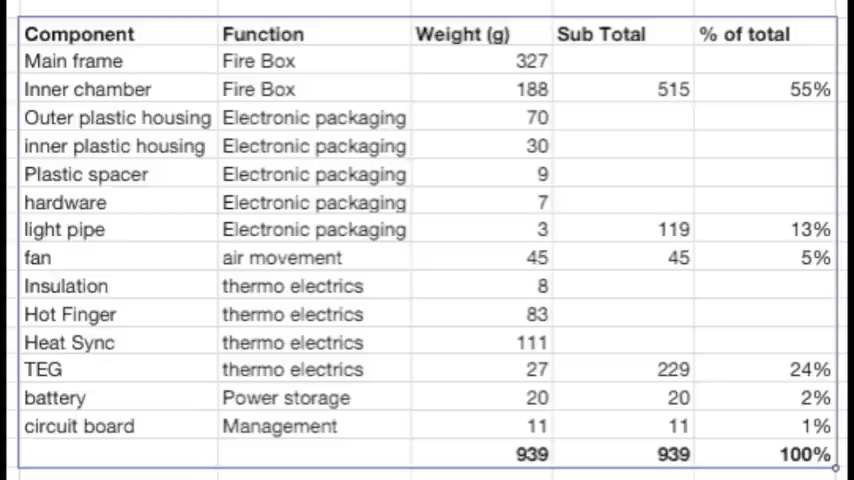 Component Function Weight (g) Sub Total % of total
Main frame Fire Box 327
Inner chamber Fire Box 188 515 55%
Outer plastic housing Electronic packaging 70
inner plastic housing Electronic packaging 30
Plastic spacer Electronic packaging 9
hardware Electronic packaging 7
light pipe Electronic packaging 3 119 13%
fan air movement 45 45 5%
Insulation thermo electrics 8
Hot Finger thermo electrics 83
Heat Sync thermo electrics 111
TEG thermo electrics 27 229 24%
battery Power storage 20 20 2%
circuit board Management 11 11 1%
939 939 100%